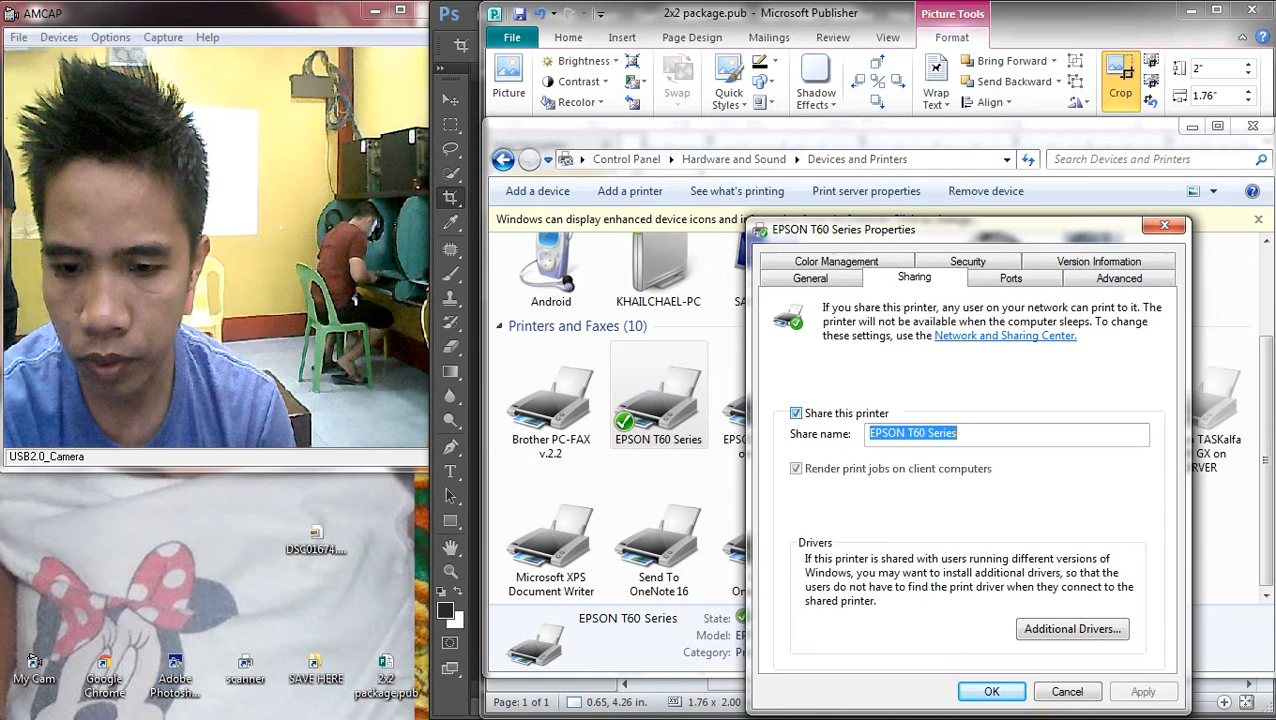 AMCAP
File Devices Options Capture Help
USB2.0_Camera
DSC01674....
My Cam
Google Chrome
Adobe Photosh...
scanner
SAVE HERE
2x2 package.pub
Ps
2x2 package.pub - Microsoft Publisher
Picture Tools
File Home Insert Page Design Mailings Review View Format
Picture
Brightness
Contrast
Recolor
Swap
Quick Styles
Shadow Effects
Wrap Text
Bring Forward
Send Backward
Align
Crop
2"
1.76"
Control Panel Hardware and Sound Devices and Printers
Search Devices and Printers
Add a device Add a printer See what's printing Print server properties Remove device
Windows can display enhanced device icons and
Android
KHAILCHAEL-PC
Printers and Faxes (10)
Brother PC-FAX v.2.2
EPSON T60 Series
Microsoft XPS Document Writer
Send To OneNote 16
EPSON T60 Series
State:
Model:
Category:
EPSON T60 Series Properties
Color Management Security Version Information
General Sharing Ports Advanced
If you share this printer, any user on your network can print to it. The
printer will not be available when the computer sleeps. To change
these settings, use the Network and Sharing Center.
Share this printer
Share name: EPSON T60 Series
Render print jobs on client computers
Drivers
If this printer is shared with users running different versions of
Windows, you may want to install additional drivers, so that the
users do not have to find the print driver when they connect to the
shared printer.
Additional Drivers...
OK Cancel Apply
TASKalfa
GX on
Page: 1 of 1
0.65, 4.26 in.
1.76 x 2.00